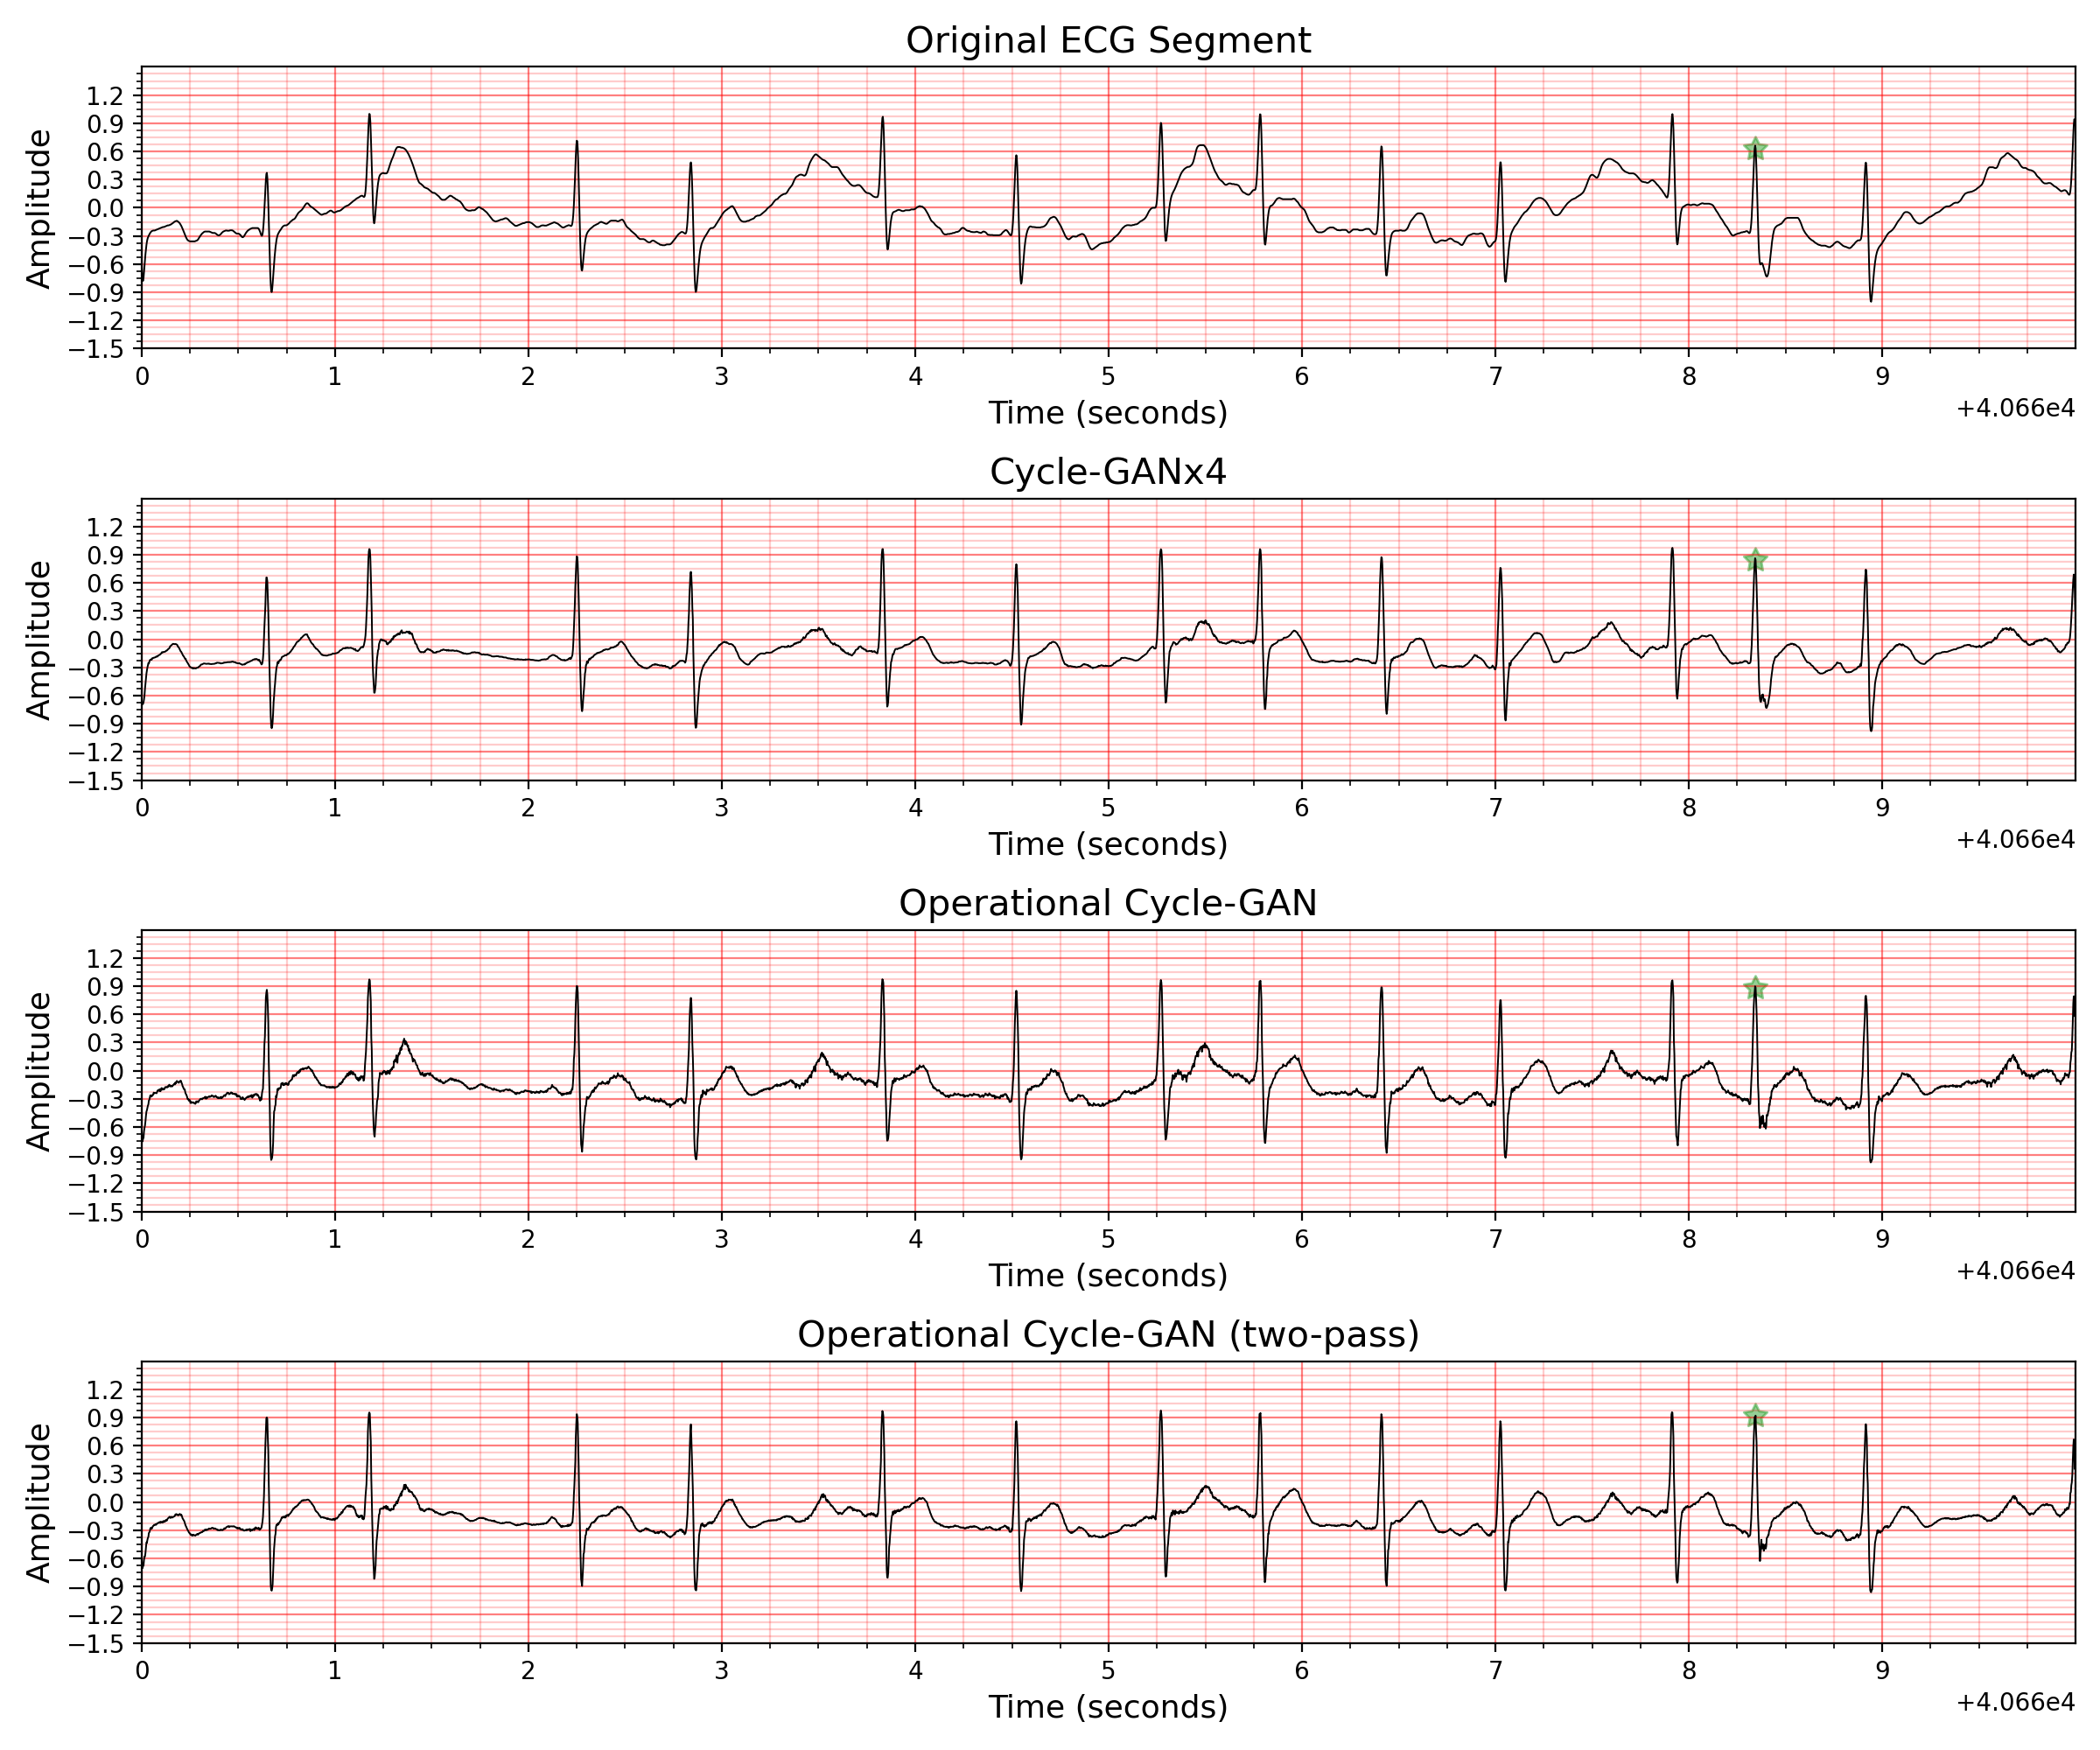 Original ECG Segment
Amplitude
1.2
0.9
0.6
0.3
0.0
−0.3
−0.6
−0.9
−1.2
−1.5
0 1 2 3 4 5 6 7 8 9
Time (seconds)
+4.066e4
Cycle-GANx4
Amplitude
1.2
0.9
0.6
0.3
0.0
−0.3
−0.6
−0.9
−1.2
−1.5
0 1 2 3 4 5 6 7 8 9
Time (seconds)
+4.066e4
Operational Cycle-GAN
Amplitude
1.2
0.9
0.6
0.3
0.0
−0.3
−0.6
−0.9
−1.2
−1.5
0 1 2 3 4 5 6 7 8 9
Time (seconds)
+4.066e4
Operational Cycle-GAN (two-pass)
Amplitude
1.2
0.9
0.6
0.3
0.0
−0.3
−0.6
−0.9
−1.2
−1.5
0 1 2 3 4 5 6 7 8 9
Time (seconds)
+4.066e4